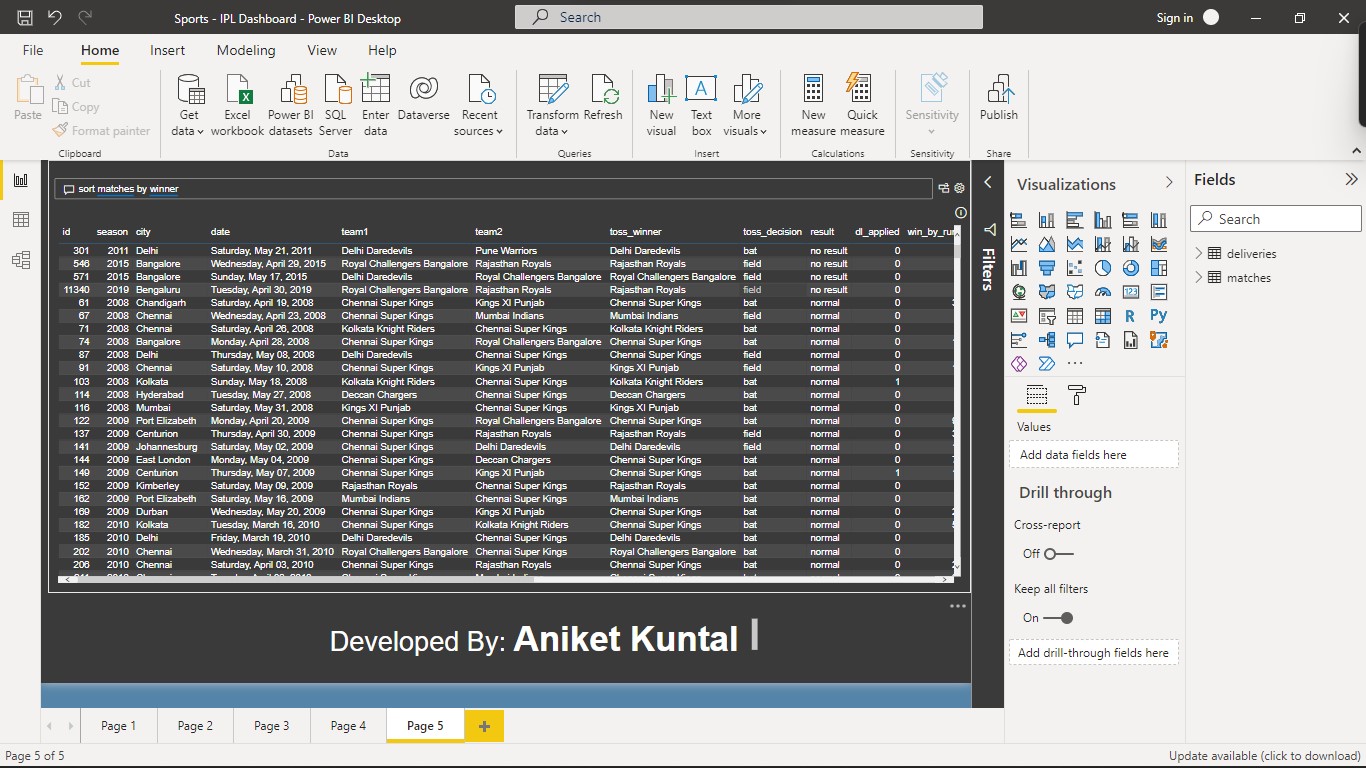 Sports - IPL Dashboard - Power BI Desktop
Search
Sign in
File Home Insert Modeling View Help
Paste
Cut
Copy
Format painter
Clipboard
Get data
Excel workbook
Power BI datasets
SQL Server
Enter data
Dataverse
Recent sources
Data
Transform data
Refresh
Queries
New visual
Text box
More visuals
Insert
New measure
Quick measure
Calculations
Sensitivity
Sensitivity
Publish
Share
sort matches by winner
id season city date team1 team2 toss_winner toss_decision result dl_applied
301 2011 Delhi Saturday, May 21, 2011 Delhi Daredevils Pune Warriors Delhi Daredevils bat no result 0
546 2015 Bangalore Wednesday, April 29, 2015 Royal Challengers Bangalore Rajasthan Royals Rajasthan Royals field no result 0
571 2015 Bangalore Sunday, May 17, 2015 Delhi Daredevils Royal Challengers Bangalore Royal Challengers Bangalore field no result 0
11340 2019 Bengaluru Tuesday, April 30, 2019 Royal Challengers Bangalore Rajasthan Royals Rajasthan Royals field no result 0
61 2008 Chandigarh Saturday, April 19, 2008 Chennai Super Kings Kings XI Punjab Chennai Super Kings bat normal 0
67 2008 Chennai Wednesday, April 23, 2008 Chennai Super Kings Mumbai Indians Mumbai Indians field normal 0
71 2008 Chennai Saturday, April 26, 2008 Kolkata Knight Riders Chennai Super Kings Kolkata Knight Riders bat normal 0
74 2008 Bangalore Monday, April 28, 2008 Chennai Super Kings Royal Challengers Bangalore Chennai Super Kings bat normal 0
87 2008 Delhi Thursday, May 08, 2008 Delhi Daredevils Chennai Super Kings Chennai Super Kings field normal 0
91 2008 Chennai Saturday, May 10, 2008 Chennai Super Kings Kings XI Punjab Kings XI Punjab field normal 0
103 2008 Kolkata Sunday, May 18, 2008 Kolkata Knight Riders Chennai Super Kings Kolkata Knight Riders bat normal 1
114 2008 Hyderabad Tuesday, May 27, 2008 Deccan Chargers Chennai Super Kings Deccan Chargers bat normal 0
116 2008 Mumbai Saturday, May 31, 2008 Kings XI Punjab Chennai Super Kings Kings XI Punjab bat normal 0
122 2009 Port Elizabeth Monday, April 20, 2009 Chennai Super Kings Royal Challengers Bangalore Chennai Super Kings bat normal 0
137 2009 Centurion Thursday, April 30, 2009 Chennai Super Kings Rajasthan Royals Rajasthan Royals field normal 0
141 2009 Johannesburg Saturday, May 02, 2009 Chennai Super Kings Delhi Daredevils Delhi Daredevils field normal 0
144 2009 East London Monday, May 04, 2009 Chennai Super Kings Deccan Chargers Chennai Super Kings bat normal 0
149 2009 Centurion Thursday, May 07, 2009 Chennai Super Kings Kings XI Punjab Chennai Super Kings bat normal 1
152 2009 Kimberley Saturday, May 09, 2009 Rajasthan Royals Chennai Super Kings Rajasthan Royals bat normal 0
162 2009 Port Elizabeth Saturday, May 16, 2009 Mumbai Indians Chennai Super Kings Mumbai Indians bat normal 0
169 2009 Durban Wednesday, May 20, 2009 Chennai Super Kings Kings XI Punjab Chennai Super Kings bat normal 0
182 2010 Kolkata Tuesday, March 16, 2010 Chennai Super Kings Kolkata Knight Riders Chennai Super Kings bat normal 0
185 2010 Delhi Friday, March 19, 2010 Delhi Daredevils Chennai Super Kings Delhi Daredevils bat normal 0
202 2010 Chennai Wednesday, March 31, 2010 Royal Challengers Bangalore Chennai Super Kings Royal Challengers Bangalore bat normal 0
206 2010 Chennai Saturday, April 03, 2010 Chennai Super Kings Rajasthan Royals Chennai Super Kings bat normal 0
Developed By: Aniket Kuntal
Filters
Visualizations
123
R Py
Values
Add data fields here
Drill through
Cross-report
Off
Keep all filters
On
Add drill-through fields here
Fields
Search
deliveries
matches
Page 1 Page 2 Page 3 Page 4 Page 5 +
Page 5 of 5
Update available (click to download)